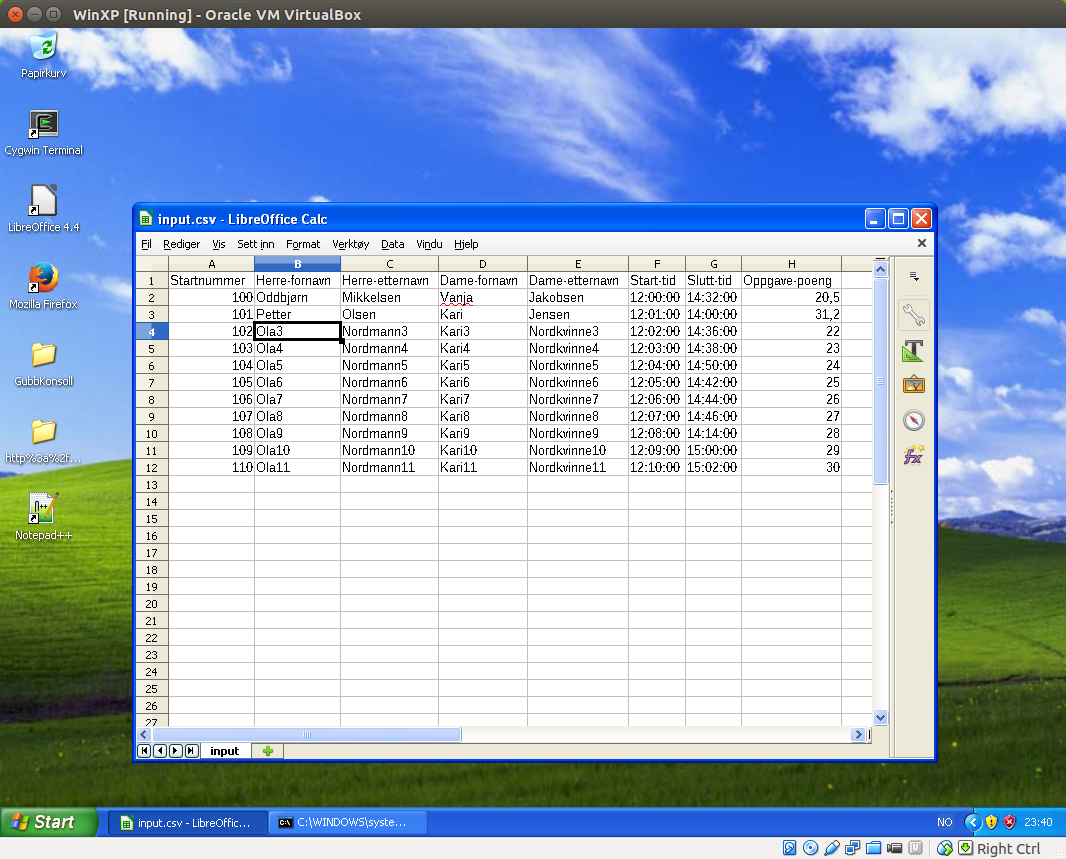 WinXP [Running] - Oracle VM VirtualBox
Papirkurv
Cygwin Terminal
LibreOffice 4.4
Mozilla Firefox
GubbKonsoll
http%3a%2f...
Notepad++
input.csv - LibreOffice Calc
Fil Rediger Vis Sett inn Format Verktøy Data Vindu Hjelp
A B C D E F G H
1 Startnummer Herre-fornavn Herre-etternavn Dame-fornavn Dame-etternavn Start-tid Slutt-tid Oppgave-poeng
2 100 Oddbjørn Mikkelsen Vanja Jakobsen 12:00:00 14:32:00 20,5
3 101 Petter Olsen Kari Jensen 12:01:00 14:00:00 31,2
4 102 Ola3 Nordmann3 Kari3 Nordkvinne3 12:02:00 14:36:00 22
5 103 Ola4 Nordmann4 Kari4 Nordkvinne4 12:03:00 14:38:00 23
6 104 Ola5 Nordmann5 Kari5 Nordkvinne5 12:04:00 14:50:00 24
7 105 Ola6 Nordmann6 Kari6 Nordkvinne6 12:05:00 14:42:00 25
8 106 Ola7 Nordmann7 Kari7 Nordkvinne7 12:06:00 14:44:00 26
9 107 Ola8 Nordmann8 Kari8 Nordkvinne8 12:07:00 14:46:00 27
10 108 Ola9 Nordmann9 Kari9 Nordkvinne9 12:08:00 14:14:00 28
11 109 Ola10 Nordmann10 Kari10 Nordkvinne10 12:09:00 15:00:00 29
12 110 Ola11 Nordmann11 Kari11 Nordkvinne11 12:10:00 15:02:00 30
13
14
15
16
17
18
19
20
21
22
23
24
25
26
27
input
Start input.csv - LibreOffic... C:\WINDOWS\syste... NO 23:40
Right Ctrl